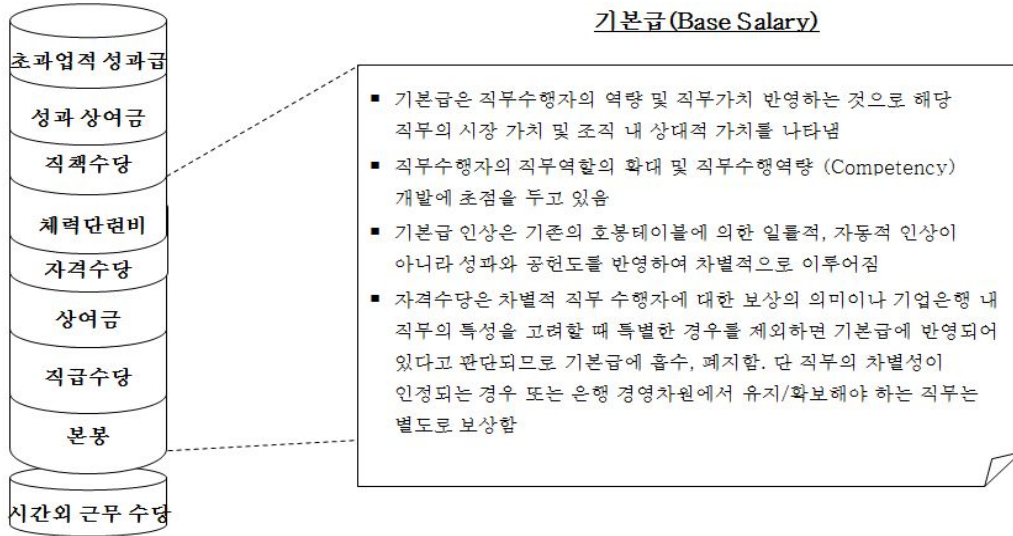 초과업적 성과급
성과 상여금
직책수당
체력단련비
자격수당
상여금
직급수당
본봉
시간외 근무 수당
기본급(Base Salary)
▪ 기본급은 직무수행자의 역량 및 직무가치 반영하는 것으로 해당
직무의 시장 가치 및 조직 내 상대적 가치를 나타냄
▪ 직무수행자의 직무역할의 확대 및 직무수행역량 (Competency)
개발에 초점을 두고 있음
▪ 기본급 인상은 기존의 호봉테이블에 의한 일률적, 자동적 인상이
아니라 성과와 공헌도를 반영하여 차별적으로 이루어짐
▪ 자격수당은 차별적 직무 수행자에 대한 보상의 의미이나 기업은행 내
직무의 특성을 고려할 때 특별한 경우를 제외하면 기본급에 반영되어
있다고 판단되므로 기본급에 흡수, 폐지함. 단 직무의 차별성이
인정되는 경우 또는 은행 경영차원에서 유지/확보해야 하는 직무는
별도로 보상함